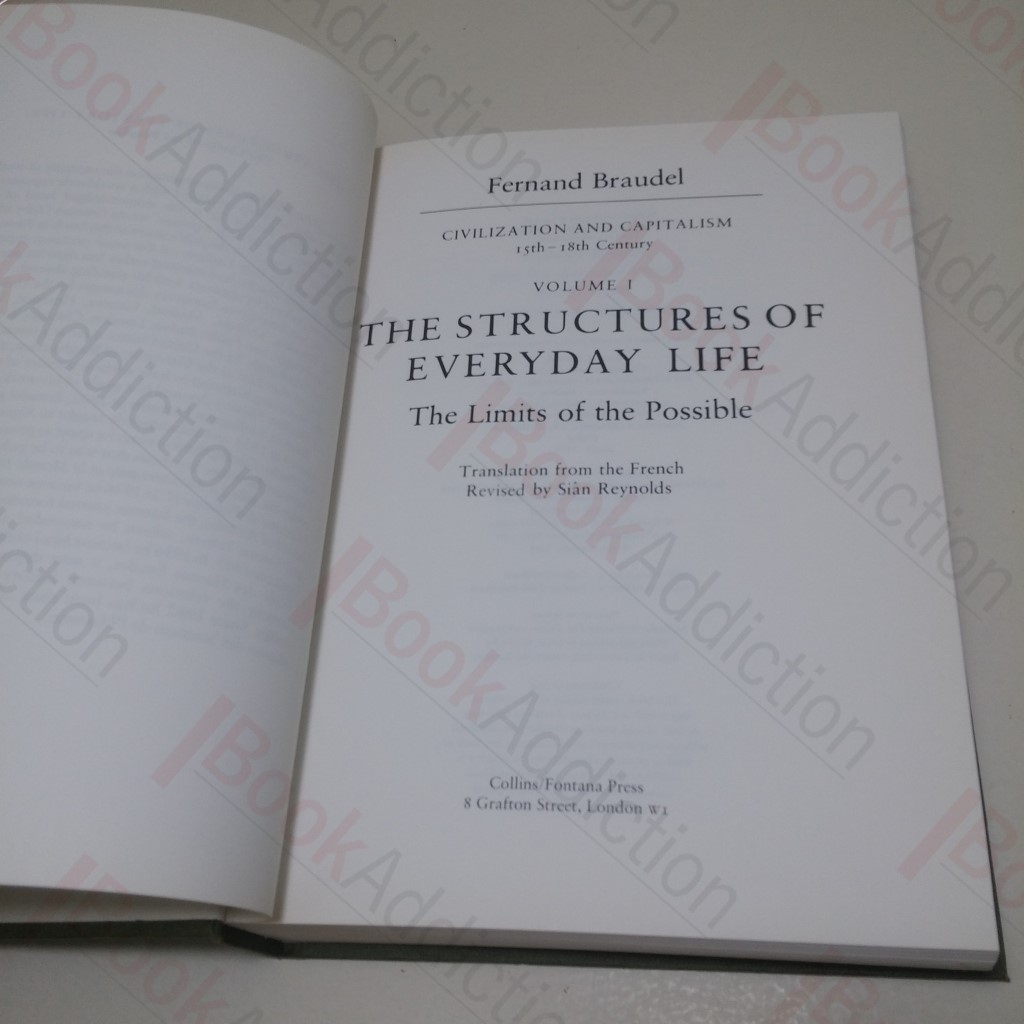 Fernand Braudel
CIVILIZATION AND CAPITALISM
15th–18th Century
VOLUME I
THE STRUCTURES OF
EVERYDAY LIFE
The Limits of the Possible
Translation from the French
Revised by Siân Reynolds
Collins/Fontana Press
8 Grafton Street, London W1
BookAddiction